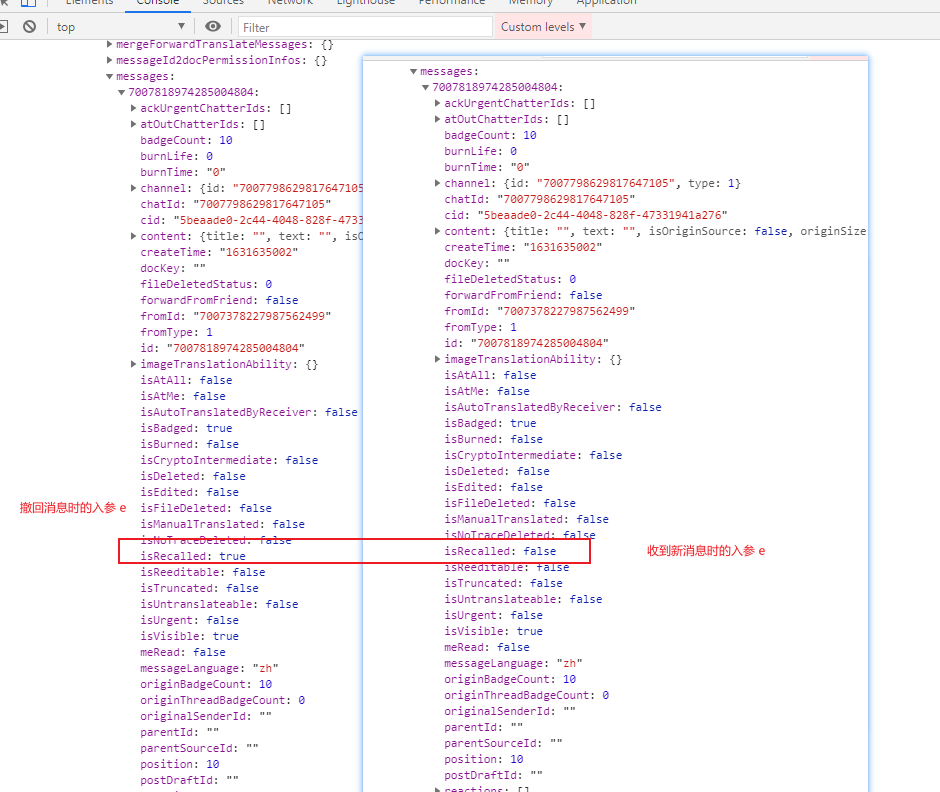 Elements Console Sources Network Lighthouse Performance Memory Application
top Filter Custom levels
mergeForwardTranslateMessages: {}
messageId2docPermissionInfos: {}
messages:
7007818974285004804:
ackUrgentChatterIds: []
atOutChatterIds: []
badgeCount: 10
burnLife: 0
burnTime: "0"
channel: {id: "7007798629817647105
chatId: "7007798629817647105"
cid: "5beaade0-2c44-4048-828f-4733
content: {title: "", text: "", isO
createTime: "1631635002"
docKey: ""
fileDeletedStatus: 0
forwardFromFriend: false
fromId: "7007378227987562499"
fromType: 1
id: "7007818974285004804"
imageTranslationAbility: {}
isAtAll: false
isAtMe: false
isAutoTranslatedByReceiver: false
isBadged: true
isBurned: false
isCryptoIntermediate: false
isDeleted: false
isEdited: false
撤回消息时的入参 e
isFileDeleted: false
isManualTranslated: false
isNoTraceDeleted: false
isRecalled: true
isReeditable: false
isTruncated: false
isUntranslateable: false
isUrgent: false
isVisible: true
meRead: false
messageLanguage: "zh"
originBadgeCount: 10
originThreadBadgeCount: 0
originalSenderId: ""
parentId: ""
parentSourceId: ""
position: 10
postDraftId: ""
messages:
7007818974285004804:
ackUrgentChatterIds: []
atOutChatterIds: []
badgeCount: 10
burnLife: 0
burnTime: "0"
channel: {id: "7007798629817647105", type: 1}
chatId: "7007798629817647105"
cid: "5beaade0-2c44-4048-828f-47331941a276"
content: {title: "", text: "", isOriginSource: false, originSize
createTime: "1631635002"
docKey: ""
fileDeletedStatus: 0
forwardFromFriend: false
fromId: "7007378227987562499"
fromType: 1
id: "7007818974285004804"
imageTranslationAbility: {}
isAtAll: false
isAtMe: false
isAutoTranslatedByReceiver: false
isBadged: true
isBurned: false
isCryptoIntermediate: false
isDeleted: false
isEdited: false
isFileDeleted: false
isManualTranslated: false
isNoTraceDeleted: false
isRecalled: false
收到新消息时的入参 e
isReeditable: false
isTruncated: false
isUntranslateable: false
isUrgent: false
isVisible: true
meRead: false
messageLanguage: "zh"
originBadgeCount: 10
originThreadBadgeCount: 0
originalSenderId: ""
parentId: ""
parentSourceId: ""
position: 10
postDraftId: ""
reactions: []